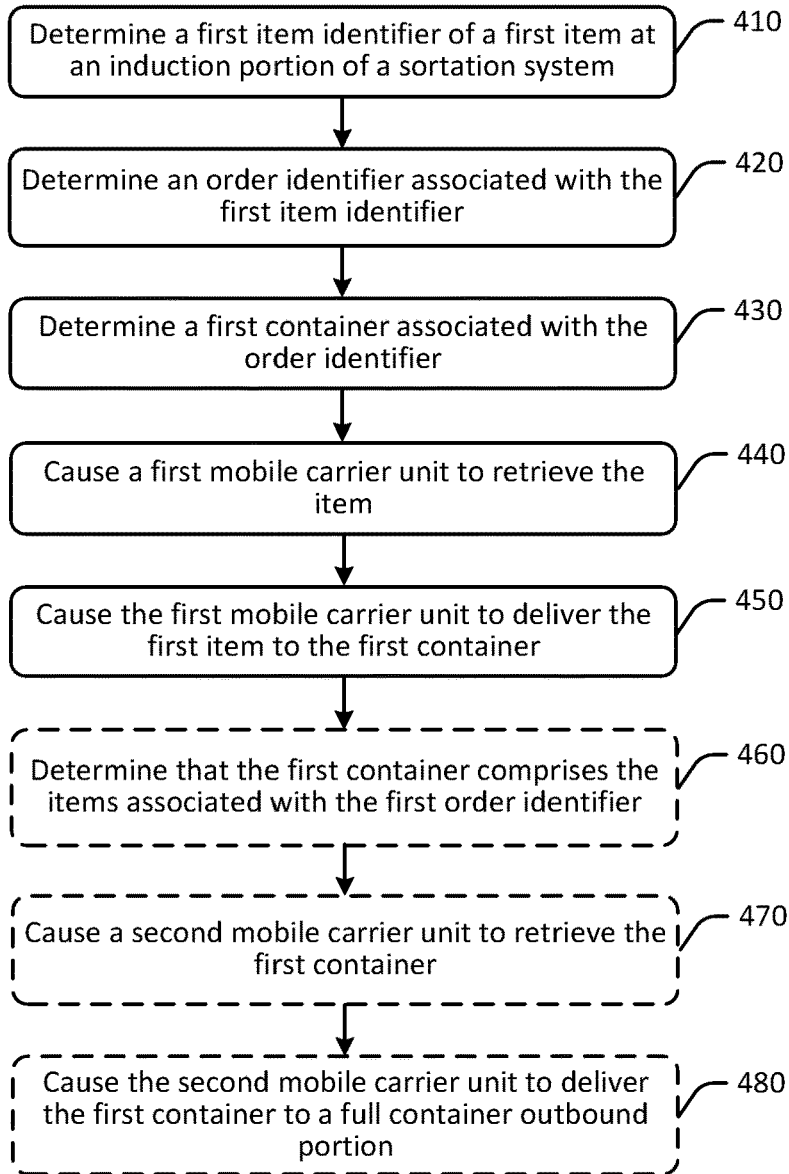 Determine a first item identifier of a first item at
an induction portion of a sortation system
410
Determine an order identifier associated with the
first item identifier
420
Determine a first container associated with the
order identifier
430
Cause a first mobile carrier unit to retrieve the
item
440
Cause the first mobile carrier unit to deliver the
first item to the first container
450
Determine that the first container comprises the
items associated with the first order identifier
460
Cause a second mobile carrier unit to retrieve the
first container
470
Cause the second mobile carrier unit to deliver
the first container to a full container outbound
portion
480